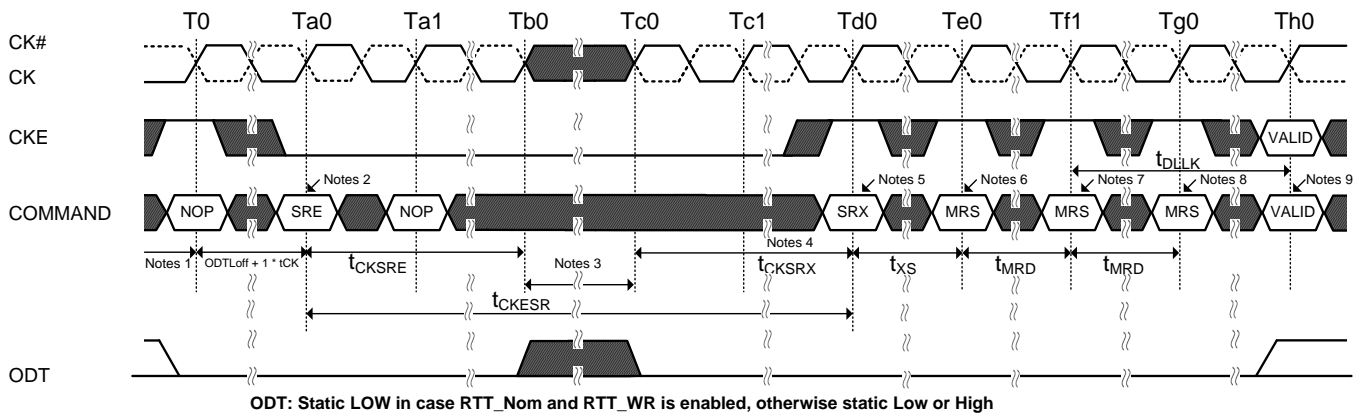 T0 Ta0 Ta1 Tb0 Tc0 Tc1 Td0 Te0 Tf1 Tg0 Th0
CK#
CK
CKE
VALID
tDLLK
Notes 2 Notes 5 Notes 6 Notes 7 Notes 8 Notes 9
COMMAND
NOP SRE NOP SRX MRS MRS MRS VALID
Notes 1 ODTLoff + 1 * tCK tCKSRE Notes 3 Notes 4 tCKSRX tXS tMRD tMRD
tCKESR
ODT
ODT: Static LOW in case RTT_Nom and RTT_WR is enabled, otherwise static Low or High